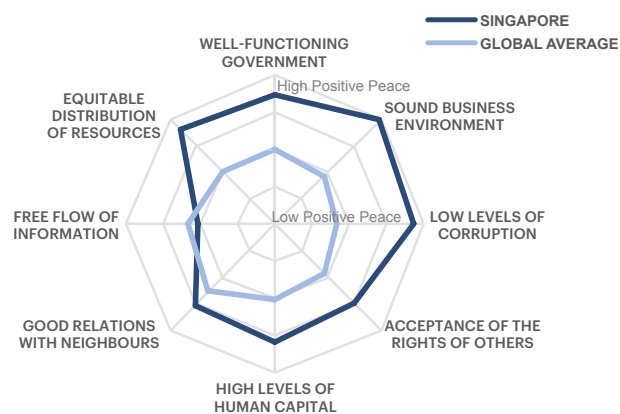 SINGAPORE
GLOBAL AVERAGE
WELL-FUNCTIONING
GOVERNMENT
High Positive Peace
SOUND BUSINESS
ENVIRONMENT
EQUITABLE
DISTRIBUTION
OF RESOURCES
FREE FLOW OF
INFORMATION
Low Positive Peace
LOW LEVELS OF
CORRUPTION
GOOD RELATIONS
WITH NEIGHBOURS
ACCEPTANCE OF THE
RIGHTS OF OTHERS
HIGH LEVELS OF
HUMAN CAPITAL